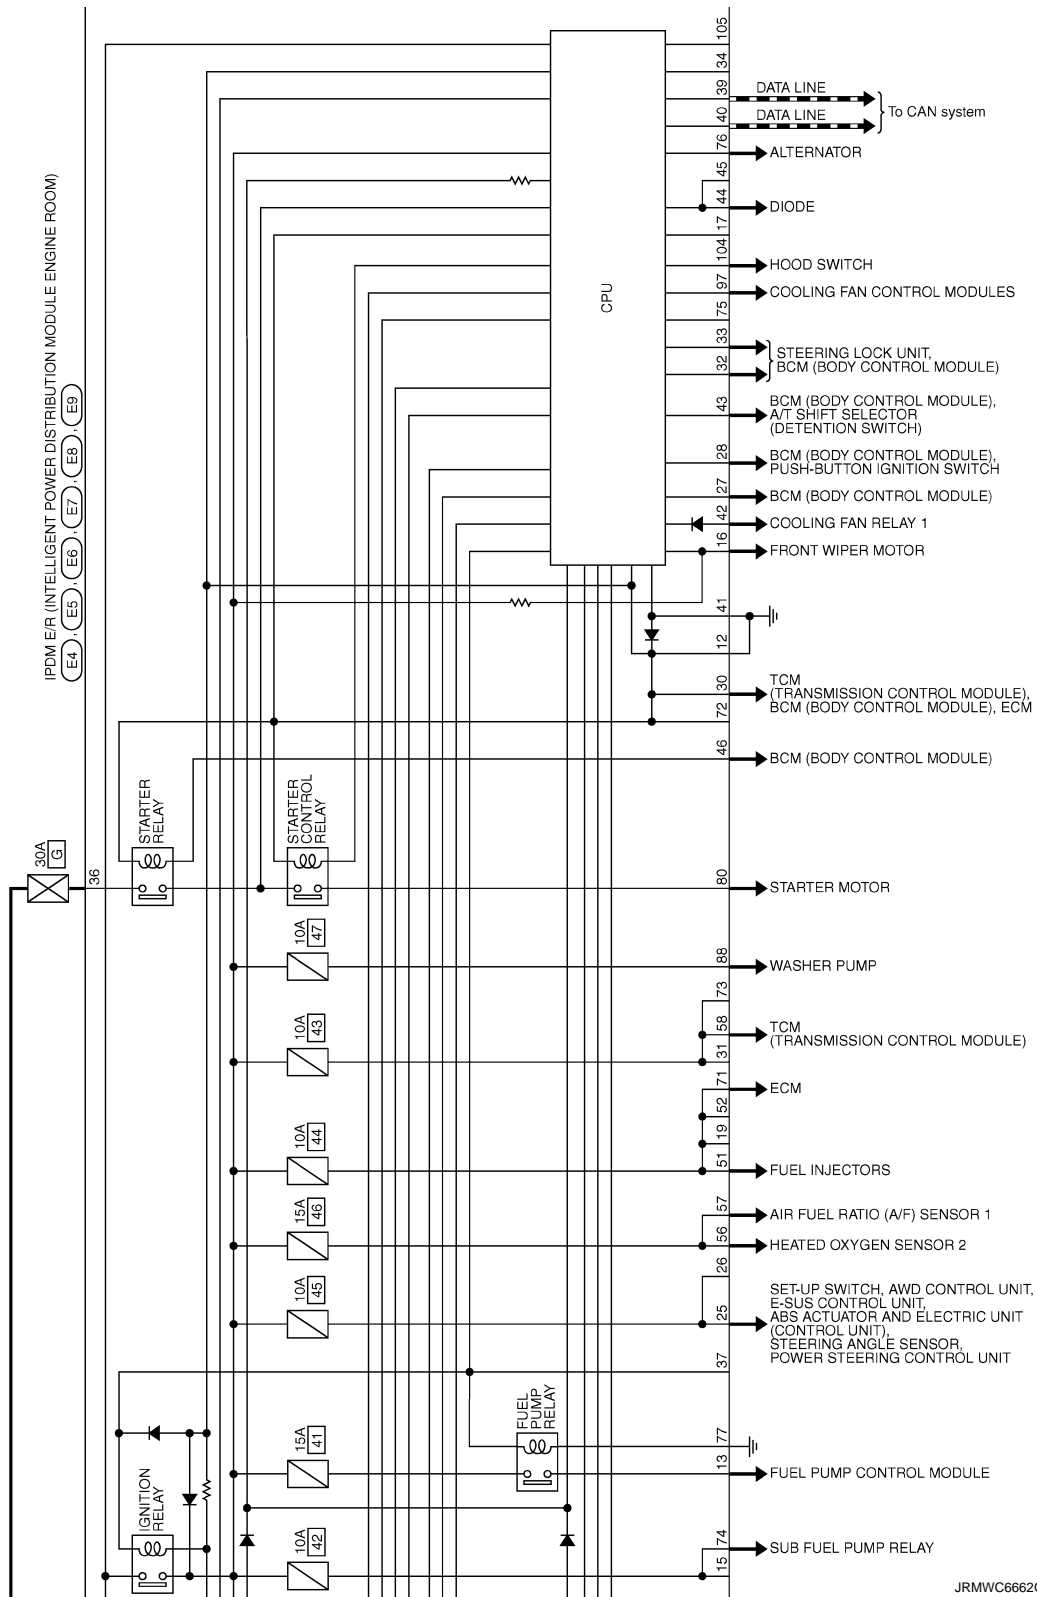 IPDM E/R (INTELLIGENT POWER DISTRIBUTION MODULE ENGINE ROOM)
E4 , E5 , E6 , E7 , E8 , E9
CPU
105
34
39
DATA LINE
40
DATA LINE
To CAN system
76
ALTERNATOR
45
44
DIODE
17
104
HOOD SWITCH
97
COOLING FAN CONTROL MODULES
75
33
32
STEERING LOCK UNIT,
BCM (BODY CONTROL MODULE)
43
BCM (BODY CONTROL MODULE),
A/T SHIFT SELECTOR
(DETENTION SWITCH)
28
BCM (BODY CONTROL MODULE),
PUSH-BUTTON IGNITION SWITCH
27
BCM (BODY CONTROL MODULE)
42
COOLING FAN RELAY 1
16
FRONT WIPER MOTOR
41
12
30
TCM
(TRANSMISSION CONTROL MODULE),
BCM (BODY CONTROL MODULE), ECM
72
46
BCM (BODY CONTROL MODULE)
STARTER
RELAY
STARTER
CONTROL
RELAY
30A
G
36
80
STARTER MOTOR
10A
47
88
WASHER PUMP
73
10A
43
58
TCM
(TRANSMISSION CONTROL MODULE)
31
71
ECM
52
19
10A
44
51
FUEL INJECTORS
57
AIR FUEL RATIO (A/F) SENSOR 1
15A
46
56
HEATED OXYGEN SENSOR 2
26
10A
45
25
SET-UP SWITCH, AWD CONTROL UNIT,
E-SUS CONTROL UNIT,
ABS ACTUATOR AND ELECTRIC UNIT
(CONTROL UNIT),
STEERING ANGLE SENSOR,
POWER STEERING CONTROL UNIT
37
FUEL
PUMP
RELAY
77
15A
41
13
FUEL PUMP CONTROL MODULE
IGNITION
RELAY
10A
42
74
SUB FUEL PUMP RELAY
15